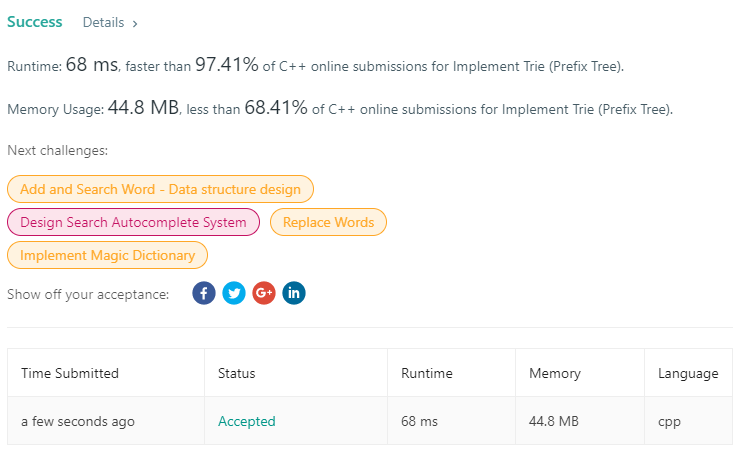 Success Details >
Runtime: 68 ms, faster than 97.41% of C++ online submissions for Implement Trie (Prefix Tree).
Memory Usage: 44.8 MB, less than 68.41% of C++ online submissions for Implement Trie (Prefix Tree).
Next challenges:
Add and Search Word - Data structure design
Design Search Autocomplete System Replace Words
Implement Magic Dictionary
Show off your acceptance: f G+ in
Time Submitted Status Runtime Memory Language
a few seconds ago Accepted 68 ms 44.8 MB cpp